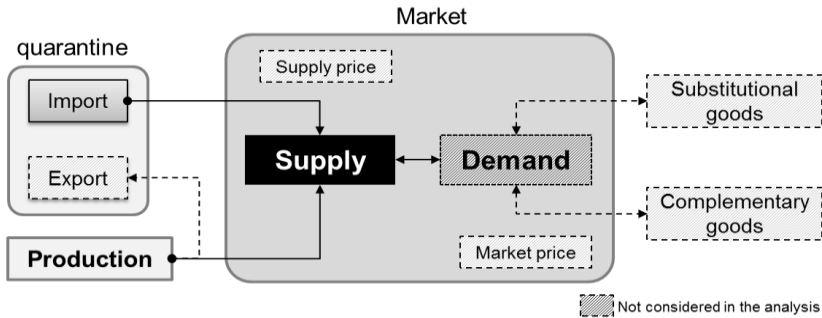 Market
quarantine
Import
Export
Production
Supply price
Supply
Demand
Market price
Substitutional
goods
Complementary
goods
Not considered in the analysis